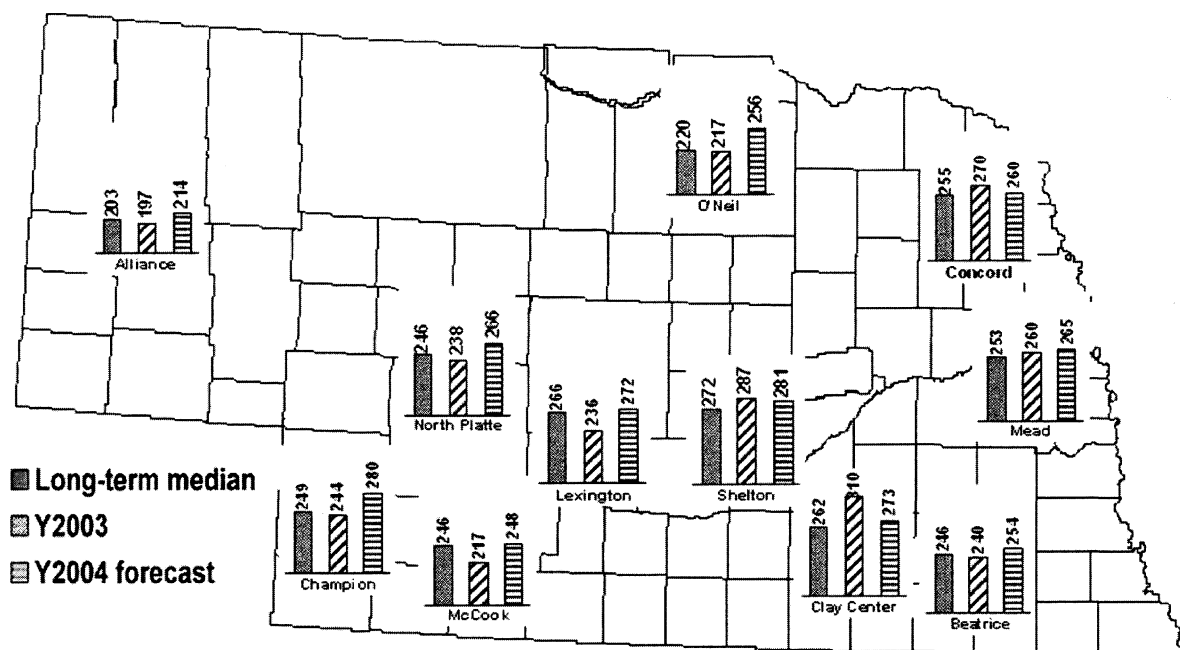 220
217
256
O'Neil
255
270
260
Concord
203
197
214
Alliance
246
238
266
North Platte
253
260
265
Mead
266
236
272
Lexington
272
287
281
Shelton
Long-term median
Y2003
Y2004 forecast
249
244
280
Champion
246
217
248
McCook
262
310
273
Clay Center
246
240
254
Beatrice